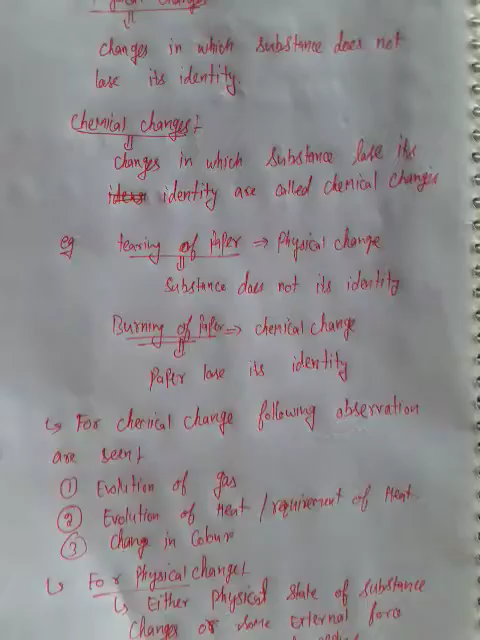 changes
⇓
changes in which substance does not
lose its identity.
Chemical changes:-
⇓
changes in which substance lose its
identity are called chemical changes
eg tearing of Paper ⇒ Physical change
⇓
substance does not its identity
Burning of Paper ⇒ chemical change
⇓
Paper lose its identity
↳ For chemical change following observation
are seen:-
① Evolution of gas
② Evolution of Heat / requirement of Heat
③ change in Colour
↳ For Physical change:-
↳ Either Physical state of substance
changes or some External force